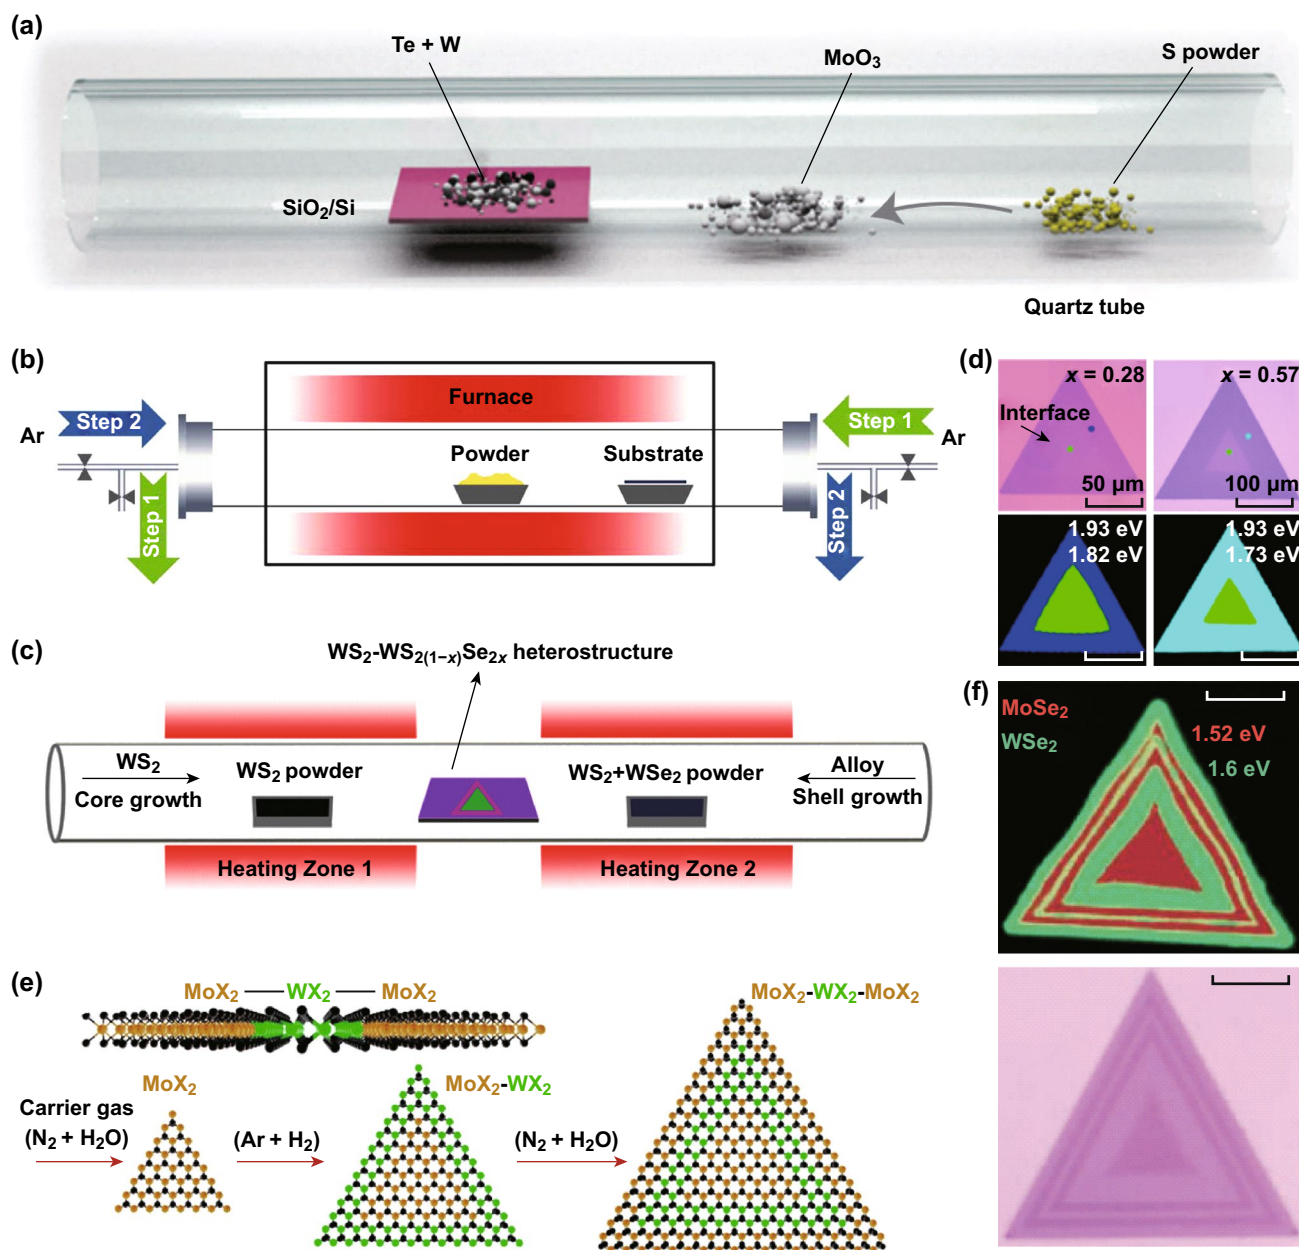 (a)
Te + W
MoO₃
S powder
SiO₂/Si
Quartz tube
(b)
Ar
Step 2
Step 1
Furnace
Powder
Substrate
Step 1
Ar
Step 2
(d)
x = 0.28
Interface
50 μm
x = 0.57
100 μm
1.93 eV
1.82 eV
1.93 eV
1.73 eV
(c)
WS₂-WS₂₍₁₋ₓ₎Se₂ₓ heterostructure
WS₂
Core growth
WS₂ powder
WS₂+WSe₂ powder
Alloy
Shell growth
Heating Zone 1
Heating Zone 2
(f)
MoSe₂
WSe₂
1.52 eV
1.6 eV
(e)
MoX₂ — WX₂ — MoX₂
MoX₂
Carrier gas
(N₂ + H₂O)
(Ar + H₂)
MoX₂-WX₂
(N₂ + H₂O)
MoX₂-WX₂-MoX₂